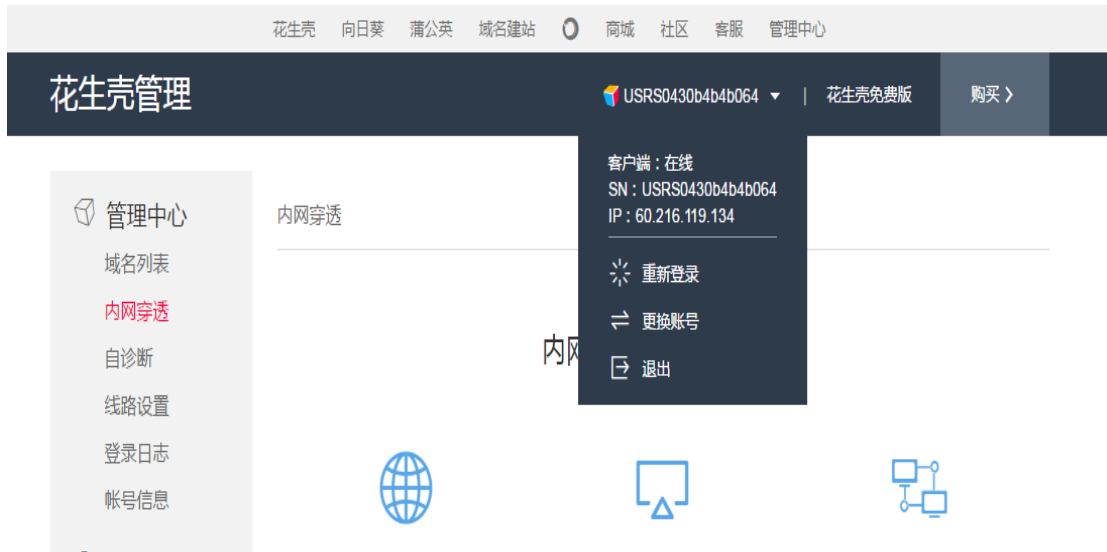 花生壳 向日葵 蒲公英 域名建站 商城 社区 客服 管理中心
花生壳管理 USRS0430b4b4b064 | 花生壳免费版 购买
客户端：在线
SN：USRS0430b4b4b064
IP：60.216.119.134
重新登录
更换账号
退出
管理中心
域名列表
内网穿透
自诊断
线路设置
登录日志
帐号信息
内网穿透
内网